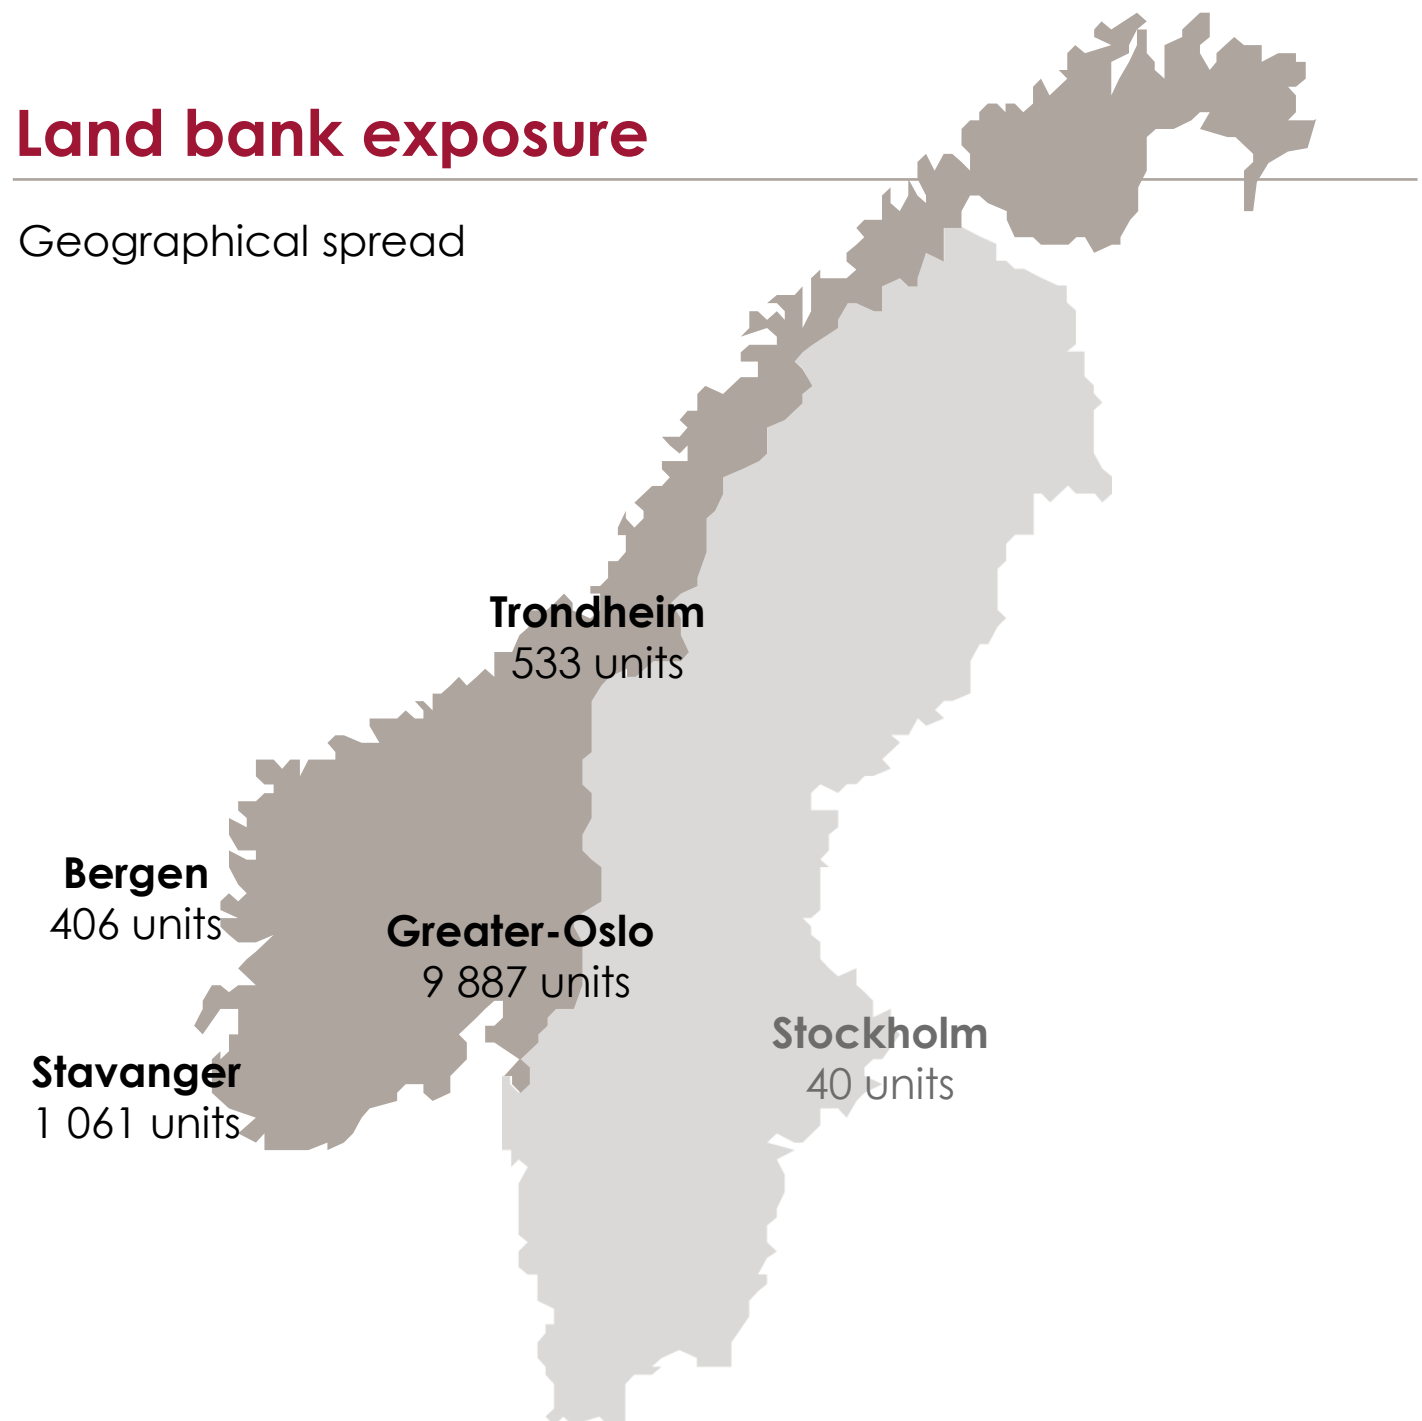 Land bank exposure
Geographical spread
Trondheim
533 units
Bergen
406 units
Greater-Oslo
9 887 units
Stockholm
40 units
Stavanger
1 061 units